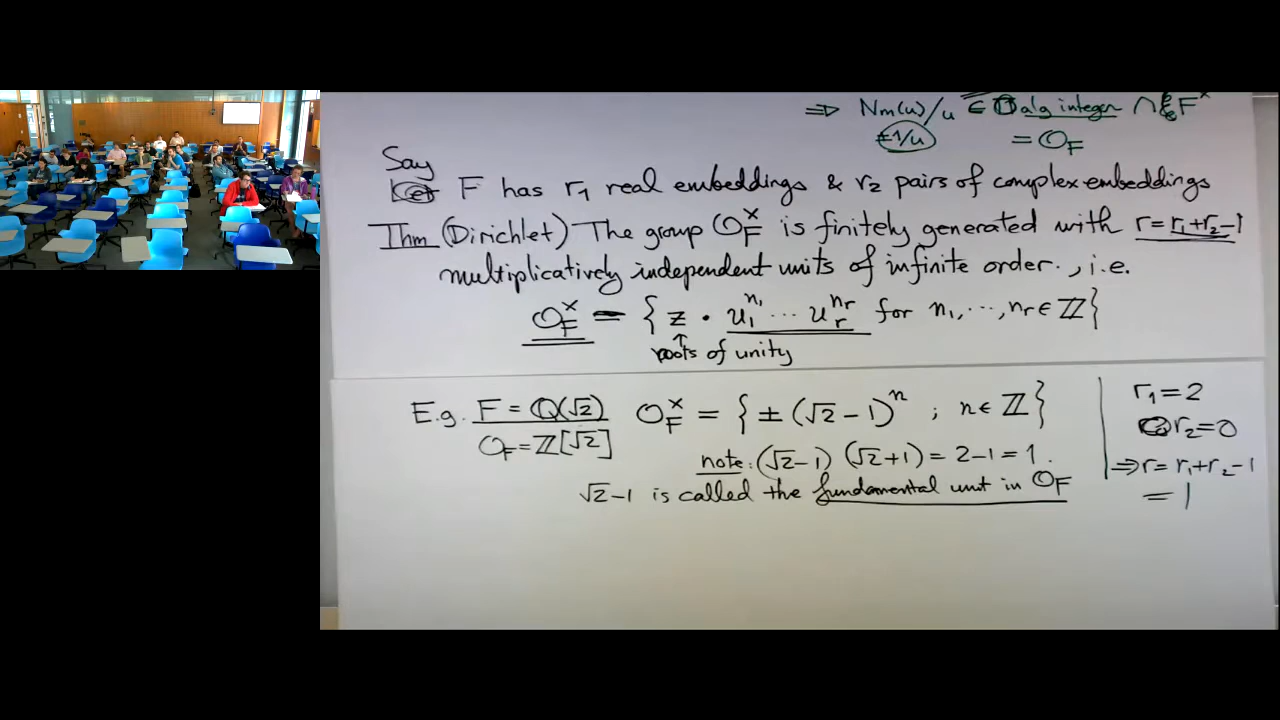 ⇒ Nm(u)/u ∈ alg integer ∩ F^×
±1/u = O_F
Say
F has r₁ real embeddings & r₂ pairs of complex embeddings
Thm (Dirichlet) The group O_F^× is finitely generated with r = r₁+r₂-1
multiplicatively independent units of infinite order., i.e.
O_F^× = { z · u₁^{n₁} ··· u_r^{n_r} for n₁, ···, n_r ∈ ℤ }
roots of unity
E.g. F = ℚ(√2) O_F^× = { ± (√2 - 1)^n ; n ∈ ℤ }
O_F = ℤ[√2]
note: (√2-1) (√2+1) = 2-1 = 1.
√2-1 is called the fundamental unit in O_F
r₁ = 2
r₂ = 0
⇒ r = r₁+r₂-1
= 1